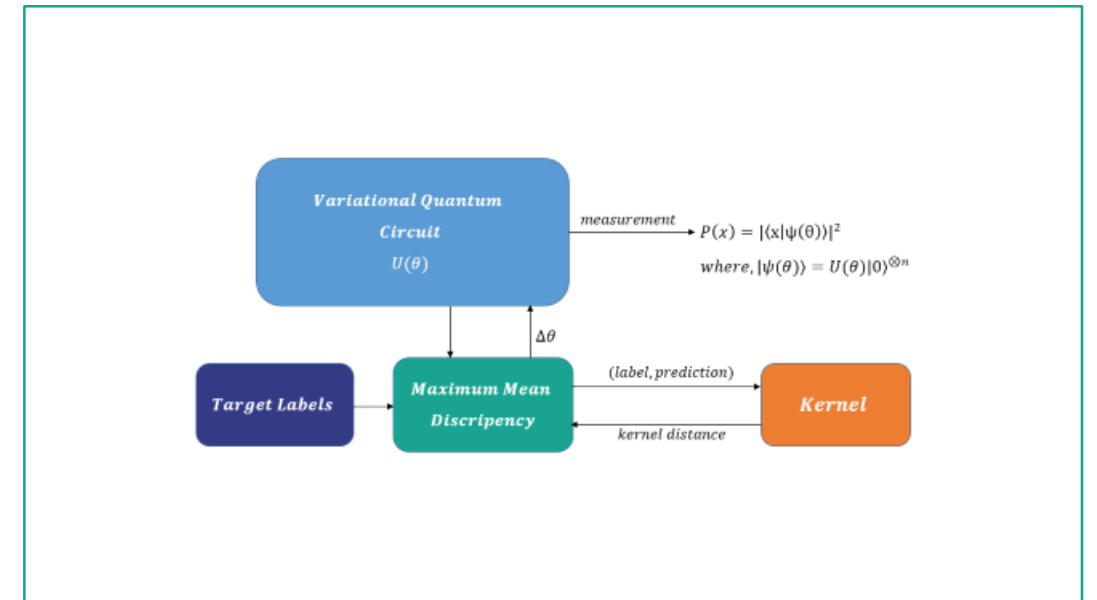 Variational Quantum
Circuit
U(θ)
measurement
P(x) = |⟨x|ψ(θ)⟩|²
where, |ψ(θ)⟩ = U(θ)|0⟩^⊗n
Δθ
Target Labels
Maximum Mean
Discripency
(label, prediction)
kernel distance
Kernel